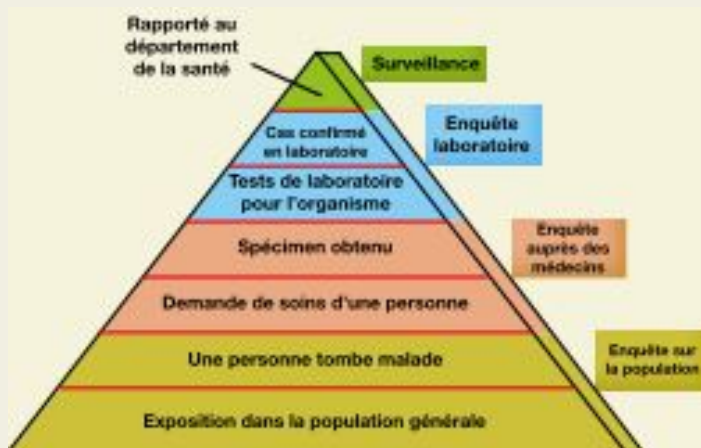 Rapporté au
département
de la santé
Surveillance
Cas confirmé
en laboratoire
Enquête
laboratoire
Tests de laboratoire
pour l'organisme
Spécimen obtenu
Enquête
auprès des
médecins
Demande de soins d'une personne
Une personne tombe malade
Enquête sur
la population
Exposition dans la population générale